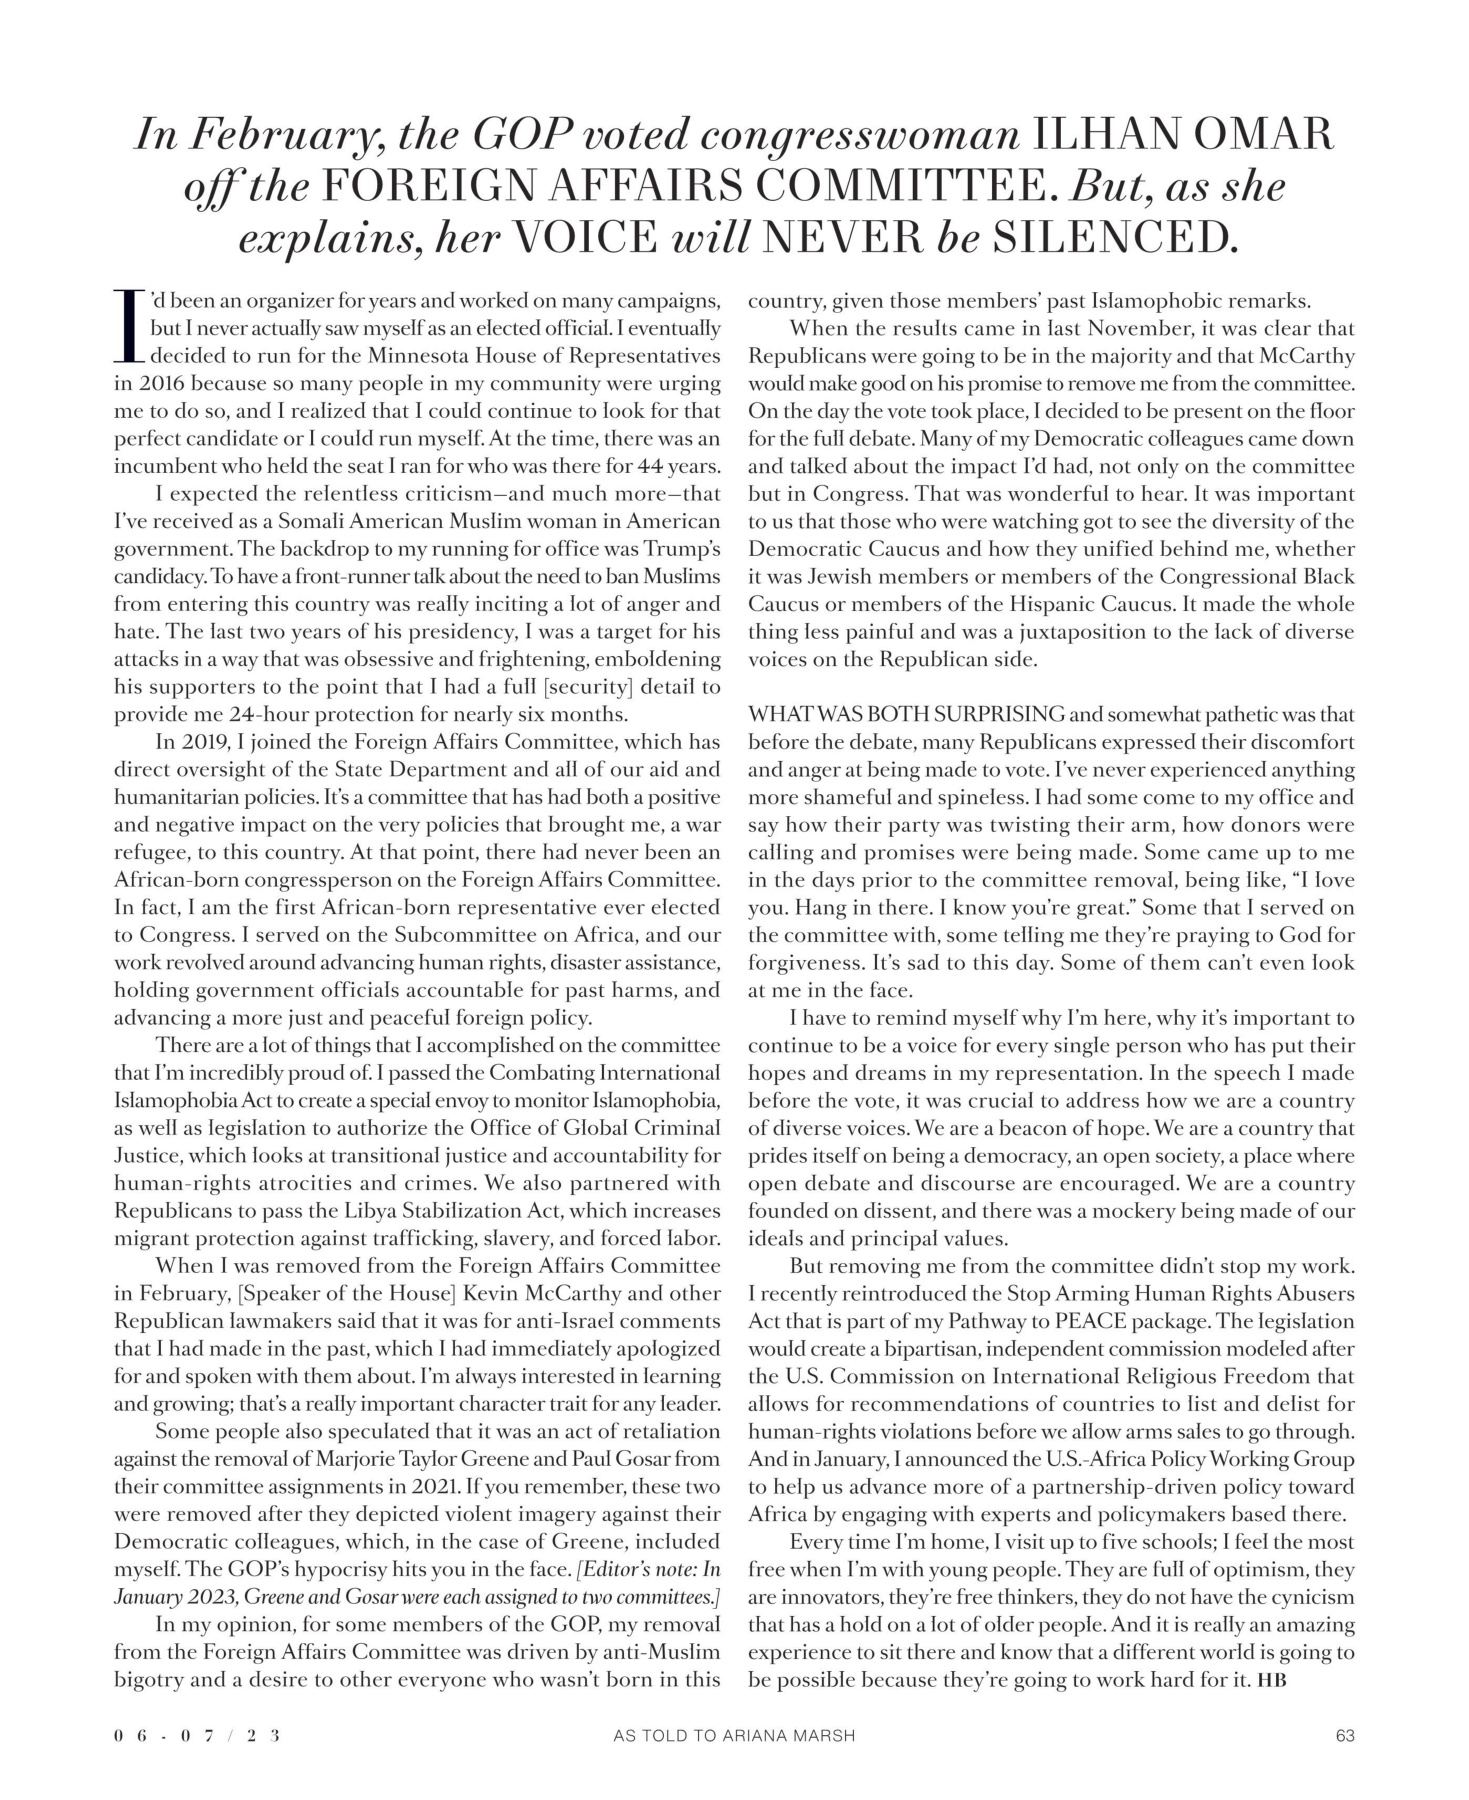 In February, the GOP voted congresswoman ILHAN OMAR
off the FOREIGN AFFAIRS COMMITTEE. But, as she
explains, her VOICE will NEVER be SILENCED.
I'd been an organizer for years and worked on many campaigns,
but I never actually saw myself as an elected official. I eventually
decided to run for the Minnesota House of Representatives
in 2016 because so many people in my community were urging
me to do so, and I realized that I could continue to look for that
perfect candidate or I could run myself. At the time, there was an
incumbent who held the seat I ran for who was there for 44 years.
I expected the relentless criticism—and much more—that
I've received as a Somali American Muslim woman in American
government. The backdrop to my running for office was Trump's
candidacy. To have a front-runner talk about the need to ban Muslims
from entering this country was really inciting a lot of anger and
hate. The last two years of his presidency, I was a target for his
attacks in a way that was obsessive and frightening, emboldening
his supporters to the point that I had a full [security] detail to
provide me 24-hour protection for nearly six months.
In 2019, I joined the Foreign Affairs Committee, which has
direct oversight of the State Department and all of our aid and
humanitarian policies. It's a committee that has had both a positive
and negative impact on the very policies that brought me, a war
refugee, to this country. At that point, there had never been an
African-born congressperson on the Foreign Affairs Committee.
In fact, I am the first African-born representative ever elected
to Congress. I served on the Subcommittee on Africa, and our
work revolved around advancing human rights, disaster assistance,
holding government officials accountable for past harms, and
advancing a more just and peaceful foreign policy.
There are a lot of things that I accomplished on the committee
that I'm incredibly proud of. I passed the Combating International
Islamophobia Act to create a special envoy to monitor Islamophobia,
as well as legislation to authorize the Office of Global Criminal
Justice, which looks at transitional justice and accountability for
human-rights atrocities and crimes. We also partnered with
Republicans to pass the Libya Stabilization Act, which increases
migrant protection against trafficking, slavery, and forced labor.
When I was removed from the Foreign Affairs Committee
in February, [Speaker of the House] Kevin McCarthy and other
Republican lawmakers said that it was for anti-Israel comments
that I had made in the past, which I had immediately apologized
for and spoken with them about. I'm always interested in learning
and growing; that's a really important character trait for any leader.
Some people also speculated that it was an act of retaliation
against the removal of Marjorie Taylor Greene and Paul Gosar from
their committee assignments in 2021. If you remember, these two
were removed after they depicted violent imagery against their
Democratic colleagues, which, in the case of Greene, included
myself. The GOP's hypocrisy hits you in the face. [Editor's note: In
January 2023, Greene and Gosar were each assigned to two committees.]
In my opinion, for some members of the GOP, my removal
from the Foreign Affairs Committee was driven by anti-Muslim
bigotry and a desire to other everyone who wasn't born in this
country, given those members' past Islamophobic remarks.
When the results came in last November, it was clear that
Republicans were going to be in the majority and that McCarthy
would make good on his promise to remove me from the committee.
On the day the vote took place, I decided to be present on the floor
for the full debate. Many of my Democratic colleagues came down
and talked about the impact I'd had, not only on the committee
but in Congress. That was wonderful to hear. It was important
to us that those who were watching got to see the diversity of the
Democratic Caucus and how they unified behind me, whether
it was Jewish members or members of the Congressional Black
Caucus or members of the Hispanic Caucus. It made the whole
thing less painful and was a juxtaposition to the lack of diverse
voices on the Republican side.
WHAT WAS BOTH SURPRISING and somewhat pathetic was that
before the debate, many Republicans expressed their discomfort
and anger at being made to vote. I've never experienced anything
more shameful and spineless. I had some come to my office and
say how their party was twisting their arm, how donors were
calling and promises were being made. Some came up to me
in the days prior to the committee removal, being like, “I love
you. Hang in there. I know you're great.” Some that I served on
the committee with, some telling me they're praying to God for
forgiveness. It's sad to this day. Some of them can't even look
at me in the face.
I have to remind myself why I'm here, why it's important to
continue to be a voice for every single person who has put their
hopes and dreams in my representation. In the speech I made
before the vote, it was crucial to address how we are a country
of diverse voices. We are a beacon of hope. We are a country that
prides itself on being a democracy, an open society, a place where
open debate and discourse are encouraged. We are a country
founded on dissent, and there was a mockery being made of our
ideals and principal values.
But removing me from the committee didn't stop my work.
I recently reintroduced the Stop Arming Human Rights Abusers
Act that is part of my Pathway to PEACE package. The legislation
would create a bipartisan, independent commission modeled after
the U.S. Commission on International Religious Freedom that
allows for recommendations of countries to list and delist for
human-rights violations before we allow arms sales to go through.
And in January, I announced the U.S.-Africa Policy Working Group
to help us advance more of a partnership-driven policy toward
Africa by engaging with experts and policymakers based there.
Every time I'm home, I visit up to five schools; I feel the most
free when I'm with young people. They are full of optimism, they
are innovators, they're free thinkers, they do not have the cynicism
that has a hold on a lot of older people. And it is really an amazing
experience to sit there and know that a different world is going to
be possible because they're going to work hard for it. HB
06-07/23
AS TOLD TO ARIANA MARSH
63